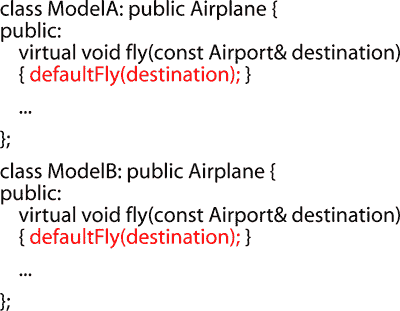 class ModelA: public Airplane {
public:
virtual void fly(const Airport& destination)
{ defaultFly(destination); }
...
};
class ModelB: public Airplane {
public:
virtual void fly(const Airport& destination)
{ defaultFly(destination); }
...
};